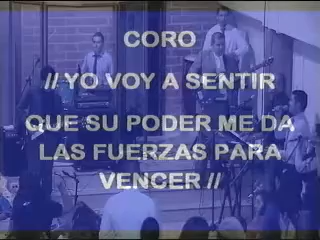 CORO
// YO VOY A SENTIR
QUE SU PODER ME DA
LAS FUERZAS PARA
VENCER //